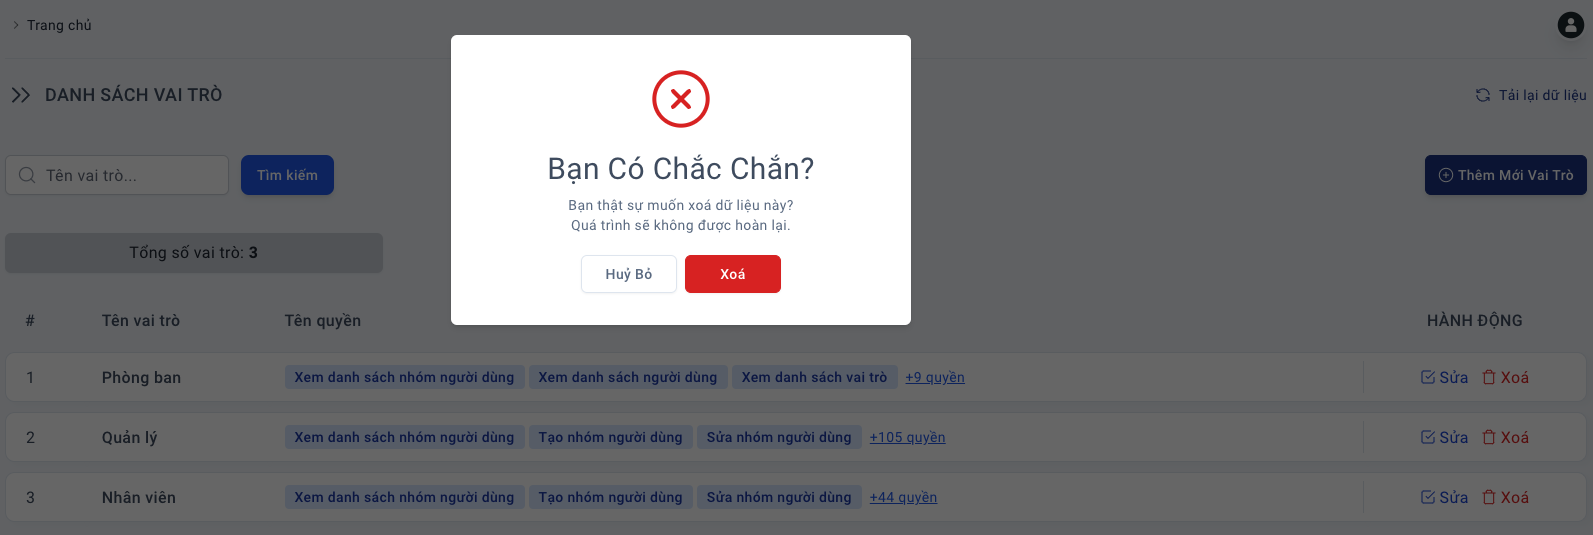 Trang chủ
DANH SÁCH VAI TRÒ
Tải lại dữ liệu
Tên vai trò...
Tìm kiếm
Thêm Mới Vai Trò
Bạn Có Chắc Chắn?
Bạn thật sự muốn xoá dữ liệu này?
Quá trình sẽ không được hoàn lại.
Huỷ Bỏ
Xoá
Tổng số vai trò: 3
# Tên vai trò Tên quyền HÀNH ĐỘNG
1 Phòng ban Xem danh sách nhóm người dùng Xem danh sách người dùng Xem danh sách vai trò +9 quyền Sửa Xoá
2 Quản lý Xem danh sách nhóm người dùng Tạo nhóm người dùng Sửa nhóm người dùng +105 quyền Sửa Xoá
3 Nhân viên Xem danh sách nhóm người dùng Tạo nhóm người dùng Sửa nhóm người dùng +44 quyền Sửa Xoá